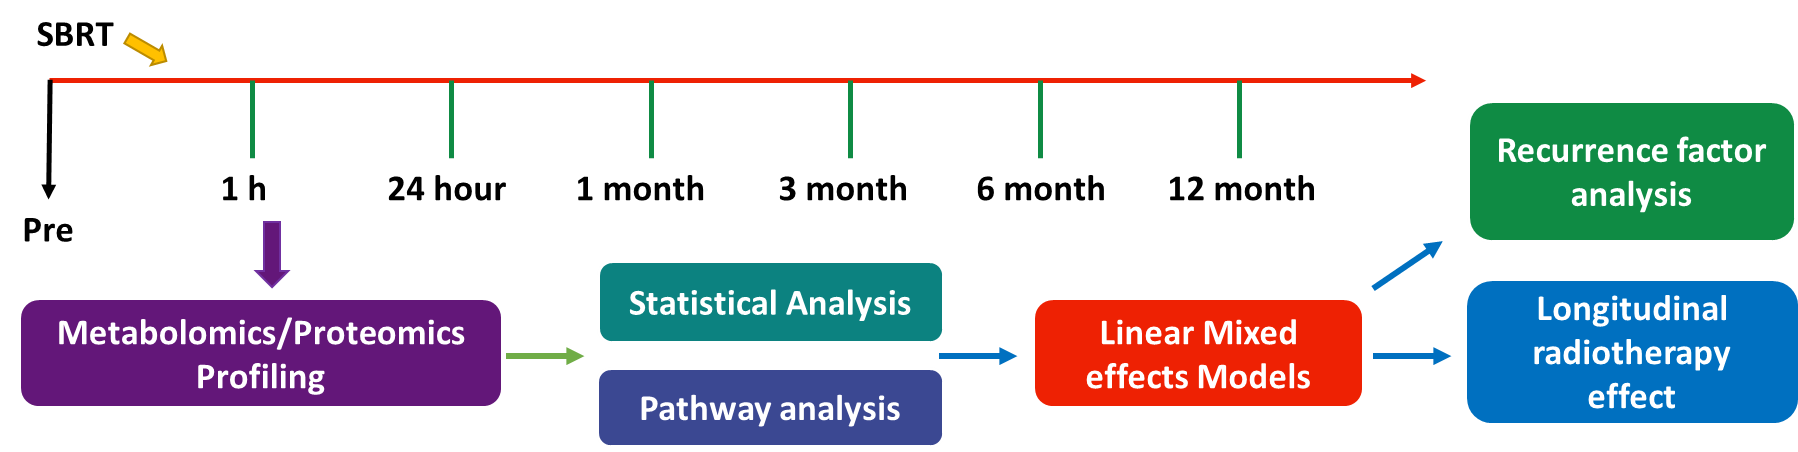 SBRT
Pre
1 h
24 hour
1 month
3 month
6 month
12 month
Metabolomics/Proteomics
Profiling
Statistical Analysis
Pathway analysis
Linear Mixed
effects Models
Recurrence factor
analysis
Longitudinal
radiotherapy
effect